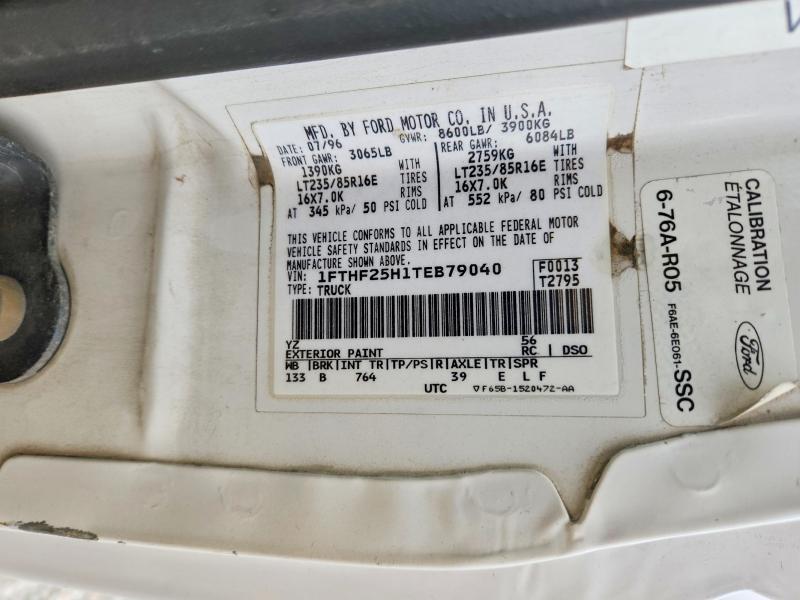 MFD. BY FORD MOTOR CO. IN U.S.A.
DATE: 07/96 GVWR: 8600LB/ 3900KG
FRONT GAWR: 3065LB REAR GAWR: 6084LB
1390KG WITH 2759KG WITH
LT235/85R16E TIRES LT235/85R16E TIRES
16X7.0K RIMS 16X7.0K RIMS
AT 345 kPa/ 50 PSI COLD AT 552 kPa/ 80 PSI COLD
THIS VEHICLE CONFORMS TO ALL APPLICABLE FEDERAL MOTOR
VEHICLE SAFETY STANDARDS IN EFFECT ON THE DATE OF
MANUFACTURE SHOWN ABOVE.
VIN: 1FTHF25H1TEB79040 F0013
TYPE: TRUCK T2795
YZ 56
EXTERIOR PAINT RC DSO
WB BRK INT TR TP/PS R AXLE TR SPR
133 B 764 39 E L F
UTC ▽F65B-1520472-AA
CALIBRATION
ÉTALONNAGE
Ford
6-76A-R05 F6AE-6E061-SSC